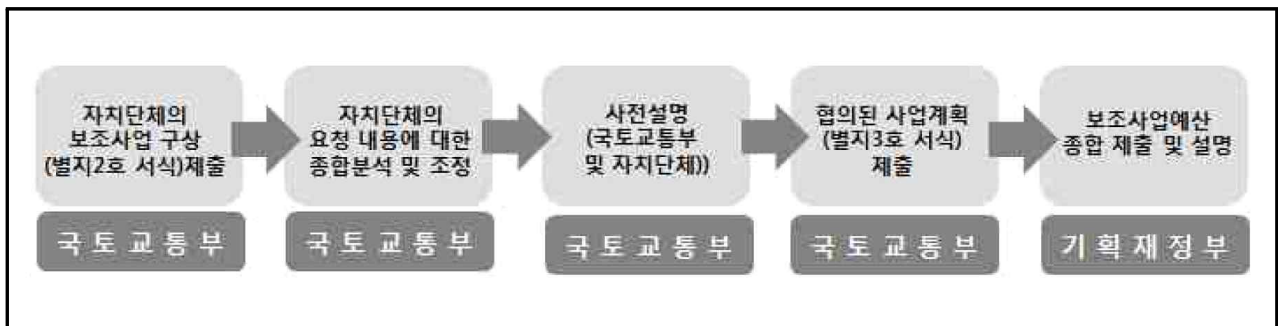 자치단체의
보조사업 구상
(별지2호 서식)제출
국토교통부
자치단체의
요청 내용에 대한
종합분석 및 조정
국토교통부
사전설명
(국토교통부
및 자치단체))
국토교통부
협의된 사업계획
(별지3호 서식)
제출
국토교통부
보조사업예산
종합 제출 및 설명
기획재정부